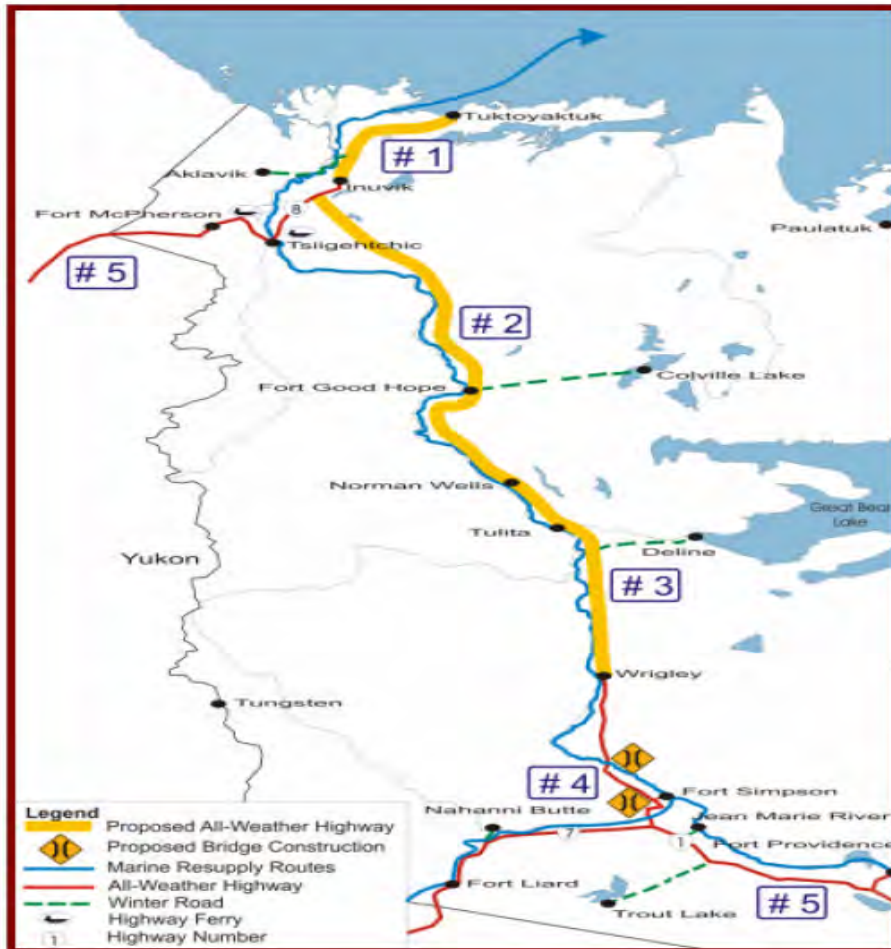 Tuktoyaktuk
# 1
Aklavik
Inuvik
Fort McPherson
8
Paulatuk
Tsiigehtchic
# 5
# 2
Colville Lake
Fort Good Hope
Norman Wells
Great Bear
Lake
Tulita
Deline
Yukon
# 3
Wrigley
Tungsten
# 4
Fort Simpson
Nahanni Butte
Jean Marie River
7
1
Fort Providence
Fort Liard
# 5
Trout Lake
Legend
Proposed All-Weather Highway
Proposed Bridge Construction
Marine Resupply Routes
All-Weather Highway
Winter Road
Highway Ferry
1 Highway Number